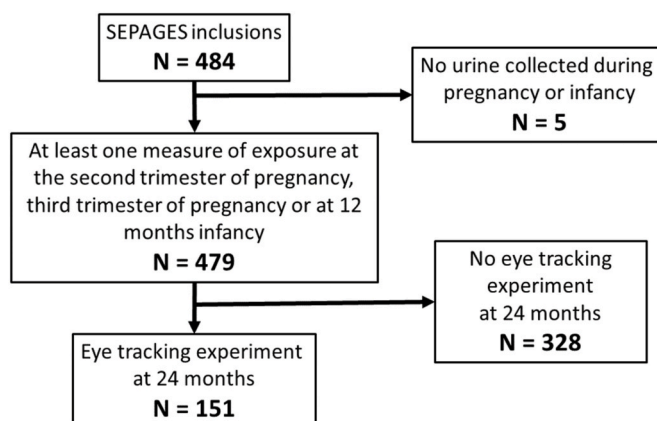 SEPAGES inclusions
N = 484
No urine collected during
pregnancy or infancy
N = 5
At least one measure of exposure at
the second trimester of pregnancy,
third trimester of pregnancy or at 12
months infancy
N = 479
No eye tracking
experiment
at 24 months
N = 328
Eye tracking experiment
at 24 months
N = 151